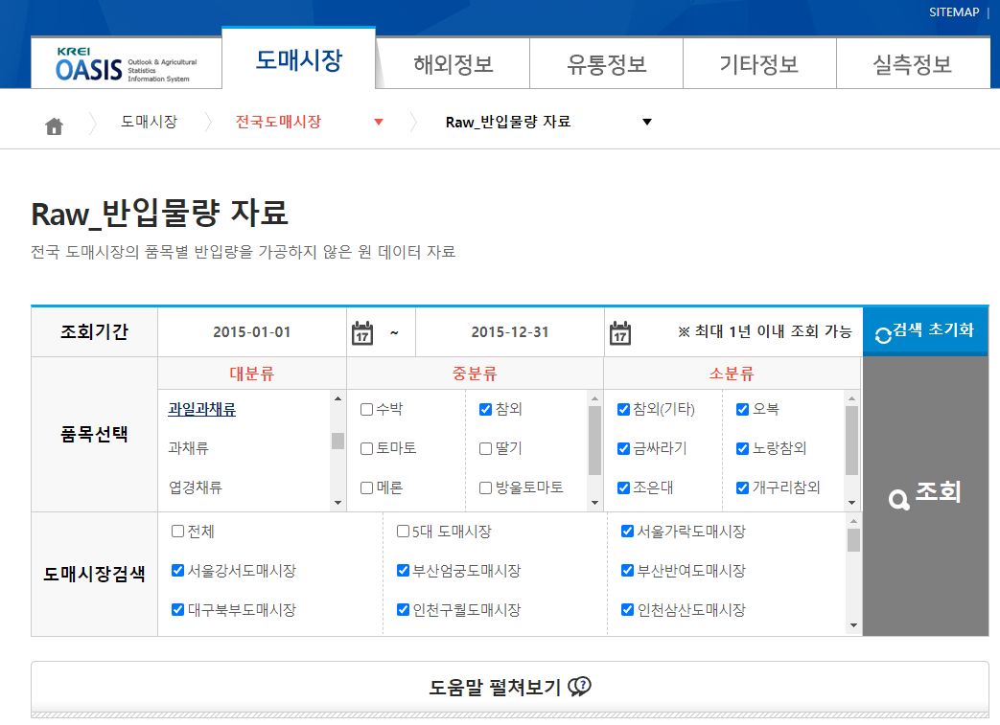 SITEMAP |
KREI
OASIS Outlook & Agricultural Statistics Information System
도매시장 해외정보 유통정보 기타정보 실측정보
도매시장 전국도매시장 ▼ Raw_반입물량 자료 ▼
Raw_반입물량 자료
전국 도매시장의 품목별 반입량을 가공하지 않은 원 데이터 자료
조회기간 2015-01-01 17 ~ 2015-12-31 17 ※ 최대 1년 이내 조회 가능 검색 초기화
품목선택
대분류 중분류 소분류
과일과채류 수박 참외 참외(기타) 오복
과채류 토마토 딸기 금싸라기 노랑참외
엽경채류 메론 방울토마토 조은대 개구리참외
조회
도매시장검색
전체 5대 도매시장 서울가락도매시장
서울강서도매시장 부산엄궁도매시장 부산반여도매시장
대구북부도매시장 인천구월도매시장 인천삼산도매시장
도움말 펼쳐보기 ?